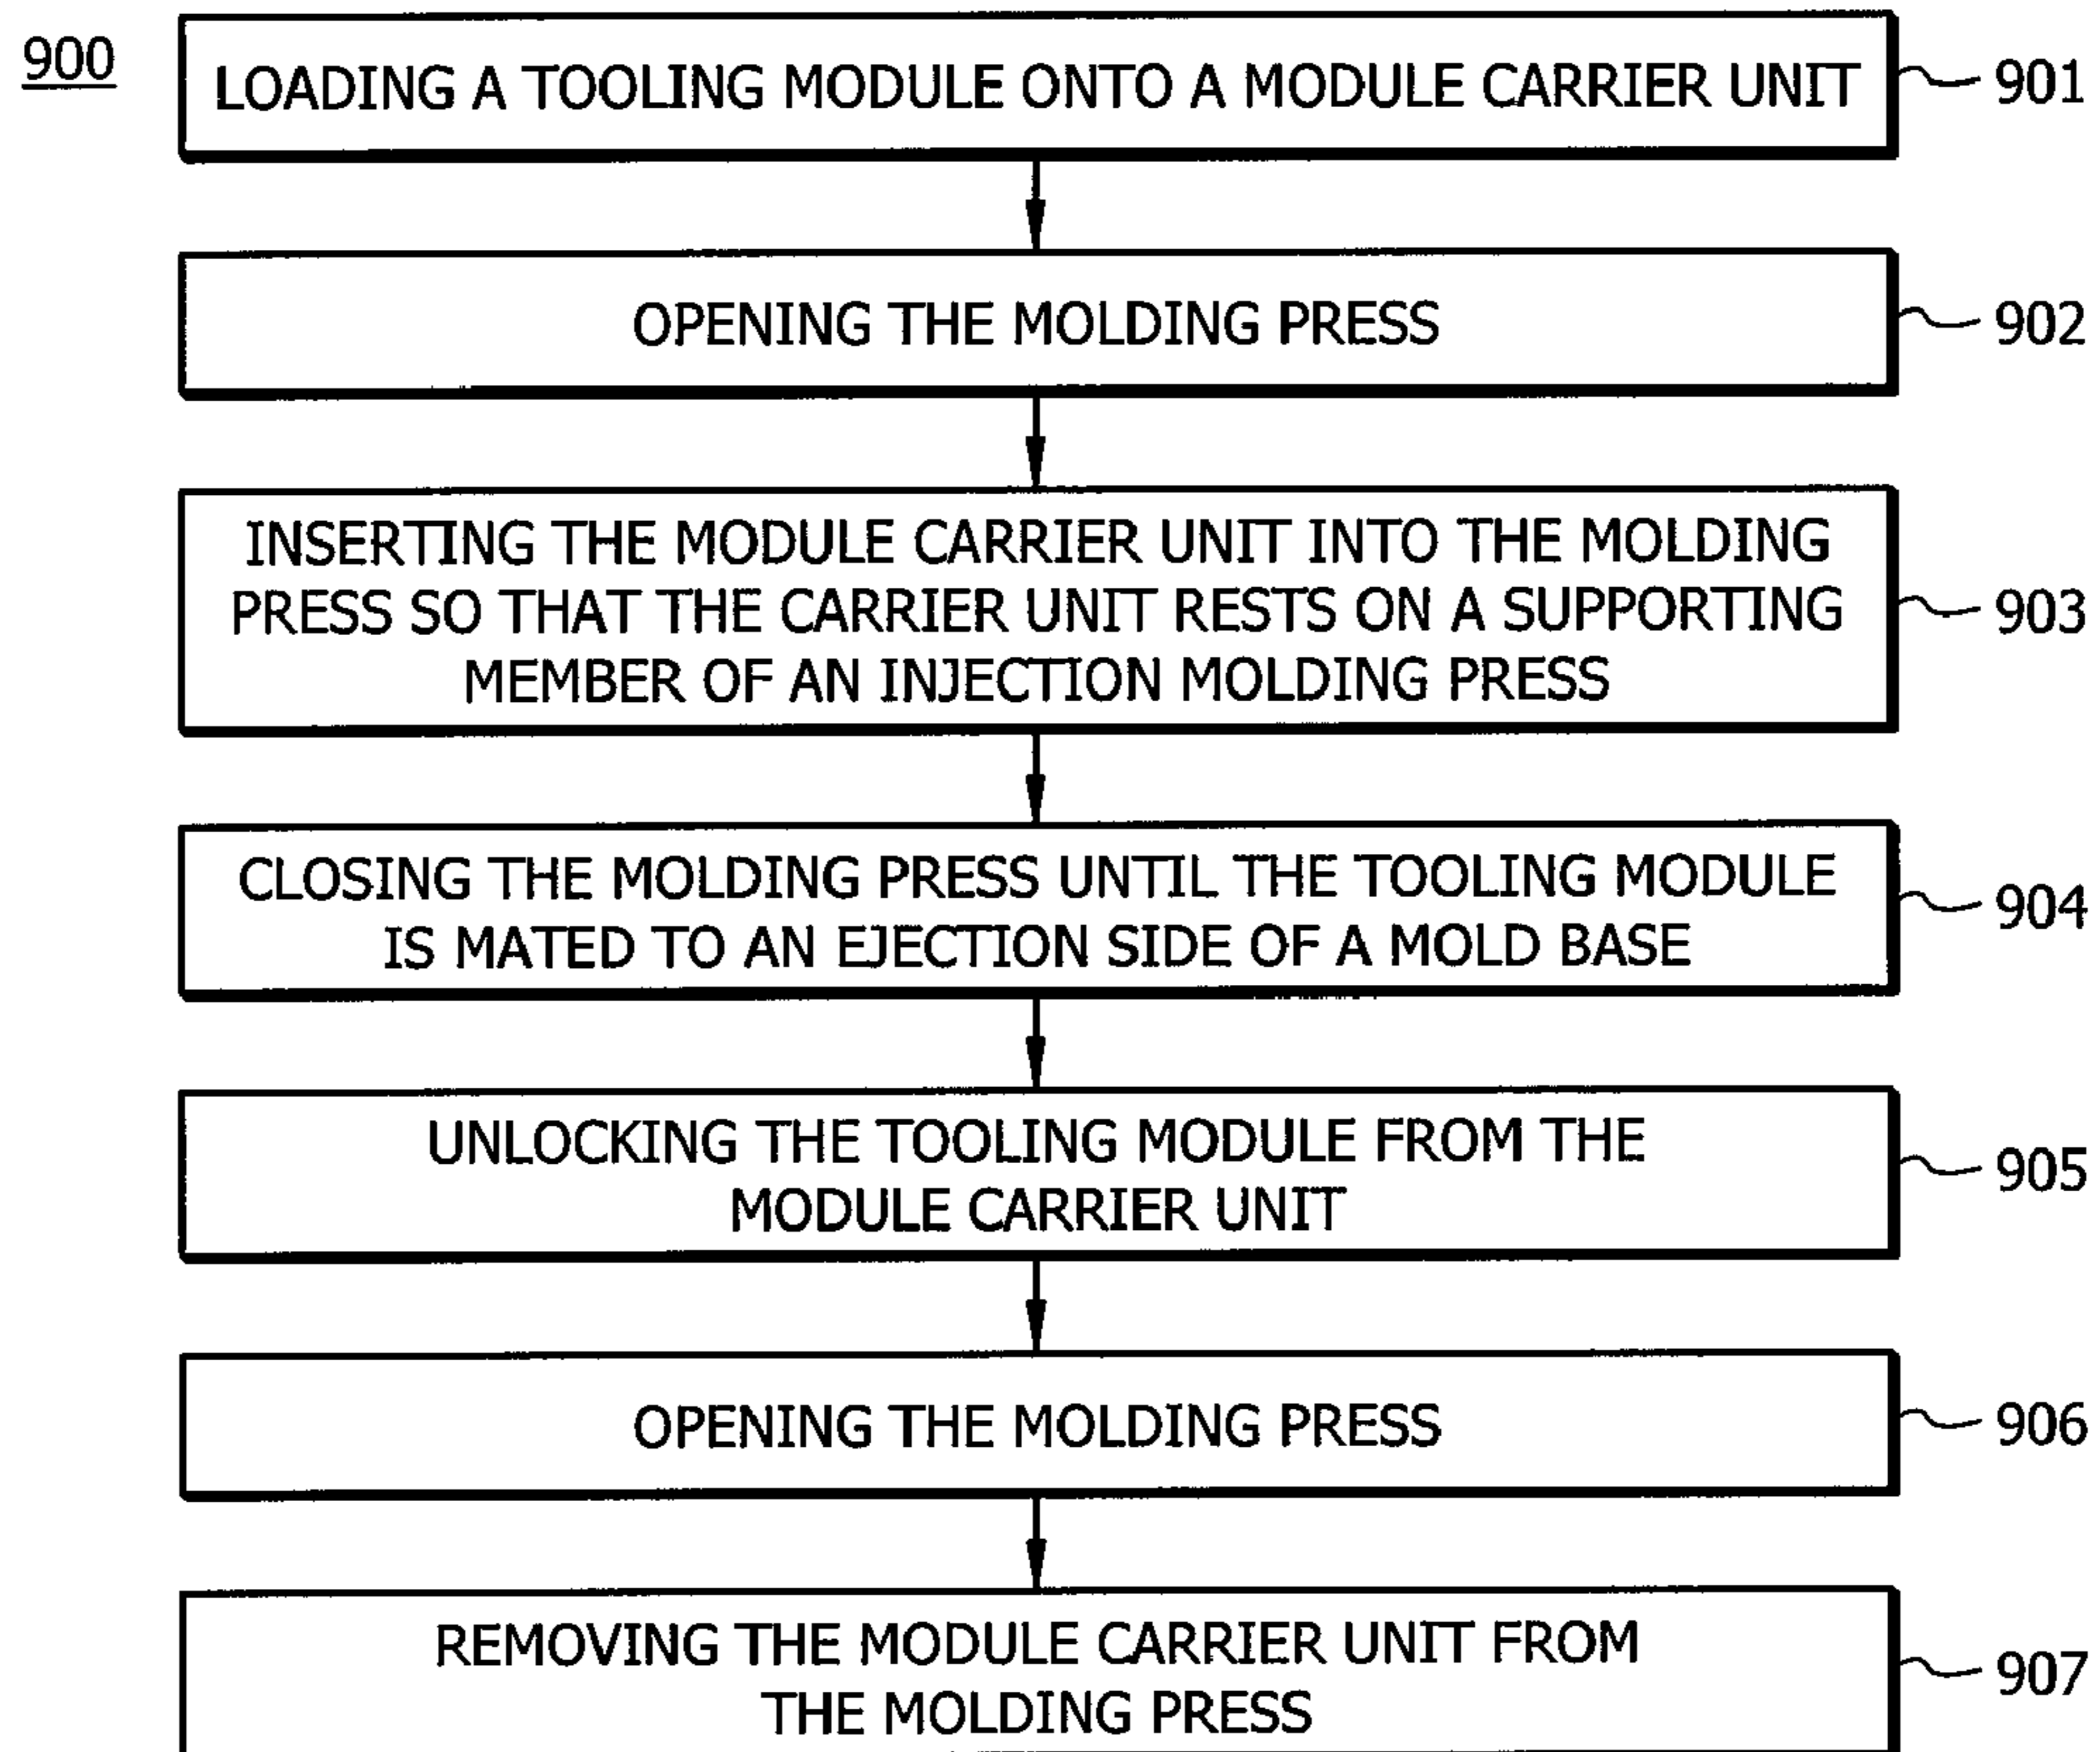 900
LOADING A TOOLING MODULE ONTO A MODULE CARRIER UNIT
901
OPENING THE MOLDING PRESS
902
INSERTING THE MODULE CARRIER UNIT INTO THE MOLDING
PRESS SO THAT THE CARRIER UNIT RESTS ON A SUPPORTING
MEMBER OF AN INJECTION MOLDING PRESS
903
CLOSING THE MOLDING PRESS UNTIL THE TOOLING MODULE
IS MATED TO AN EJECTION SIDE OF A MOLD BASE
904
UNLOCKING THE TOOLING MODULE FROM THE
MODULE CARRIER UNIT
905
OPENING THE MOLDING PRESS
906
REMOVING THE MODULE CARRIER UNIT FROM
THE MOLDING PRESS
907